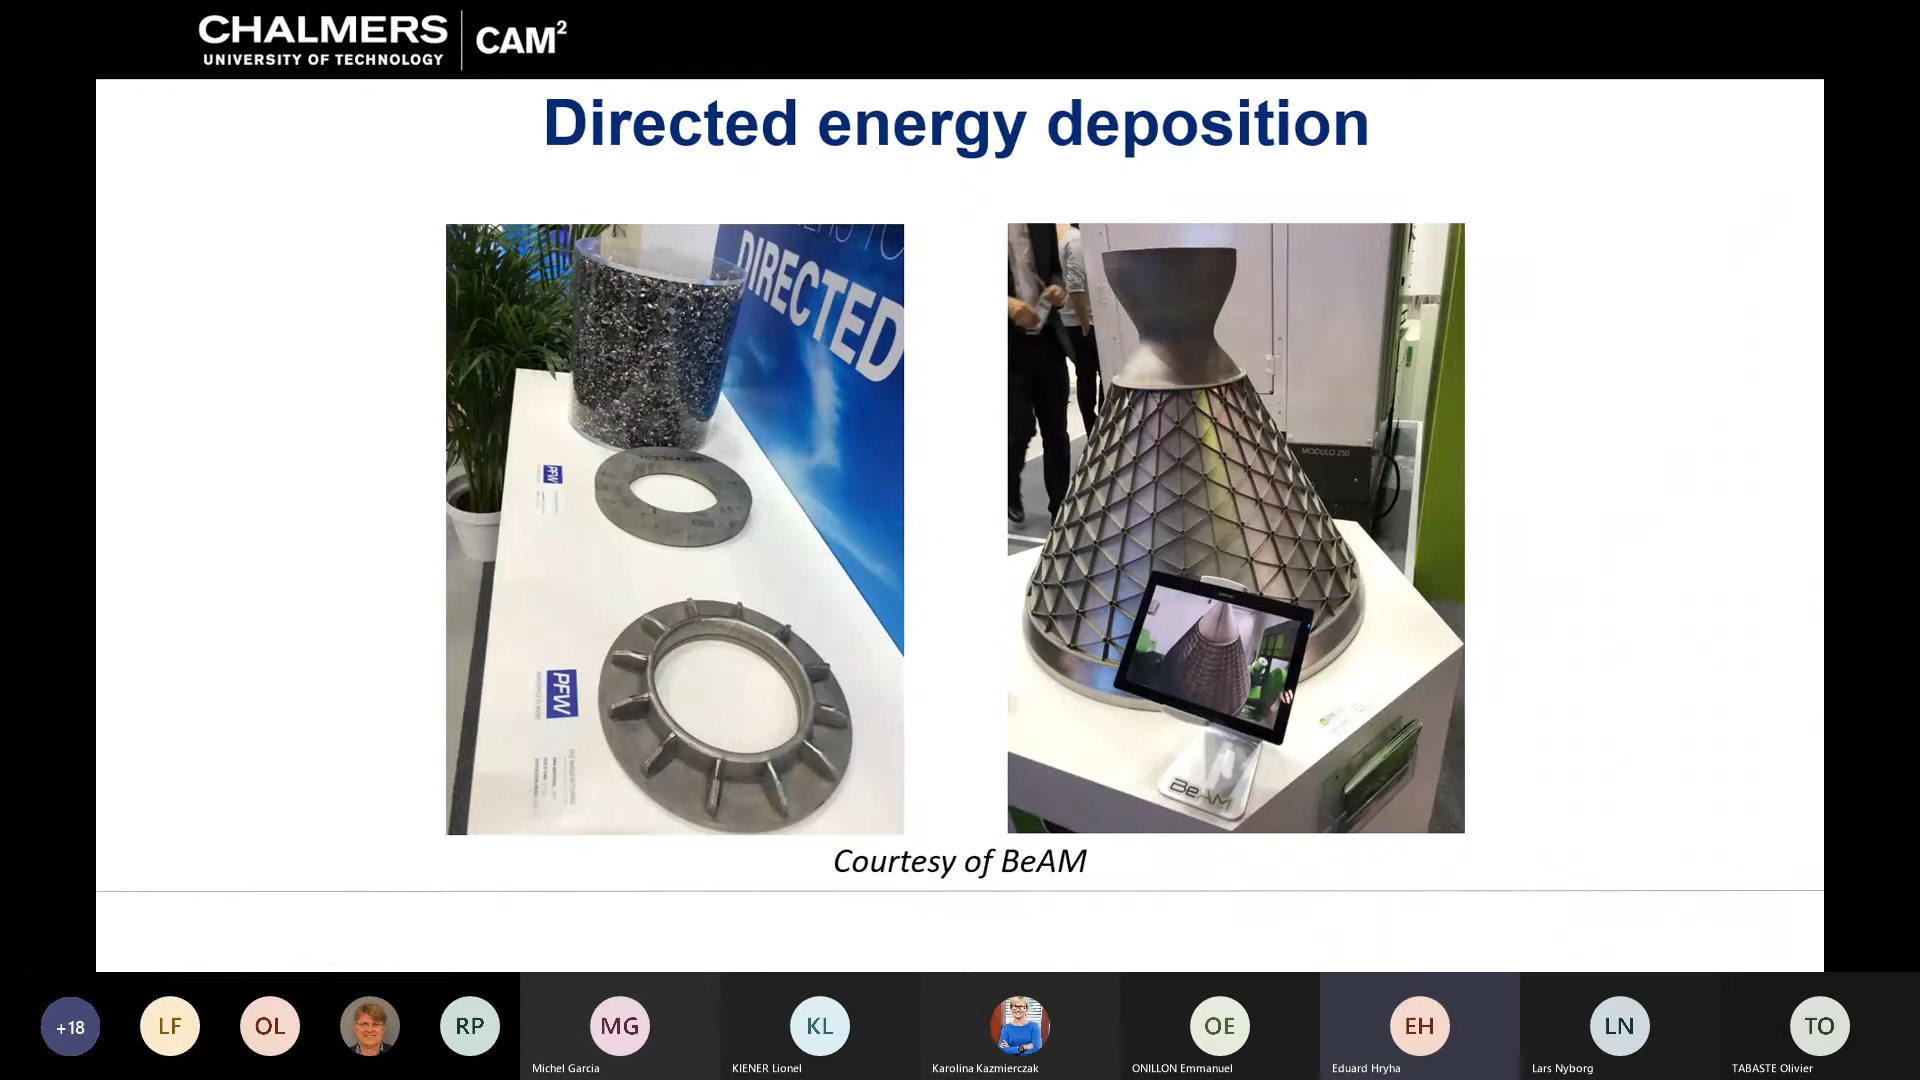 CHALMERS
UNIVERSITY OF TECHNOLOGY
CAM²
Directed energy deposition
DIRECTED
PFW
PFW
MODULO 250
BeAM
Courtesy of BeAM
+18
LF
OL
RP
MG
KL
OE
EH
LN
TO
Michel Garcia
KIENER Lionel
Karolina Kazmierczak
ONILLON Emmanuel
Eduard Hryha
Lars Nyborg
TABASTE Olivier